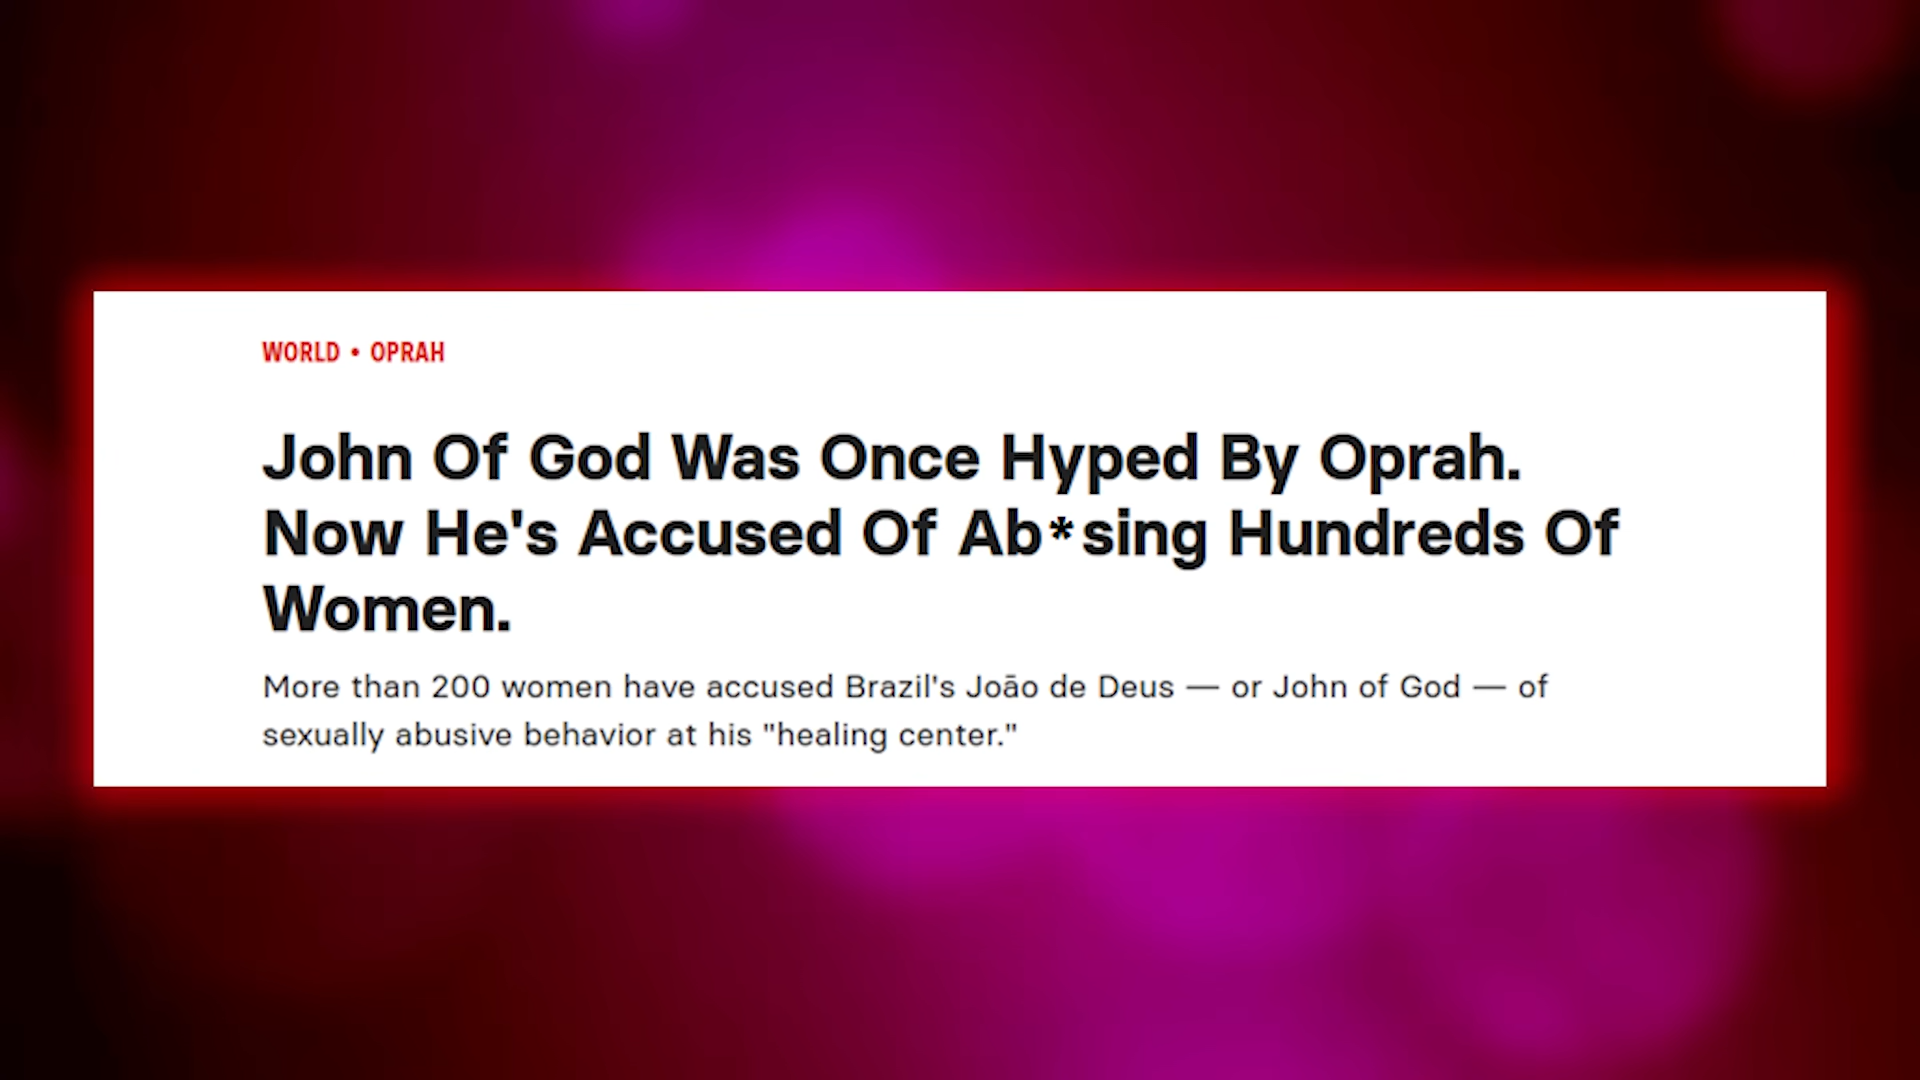 WORLD • OPRAH
John Of God Was Once Hyped By Oprah.
Now He's Accused Of Ab*sing Hundreds Of
Women.
More than 200 women have accused Brazil's João de Deus — or John of God — of
sexually abusive behavior at his "healing center."